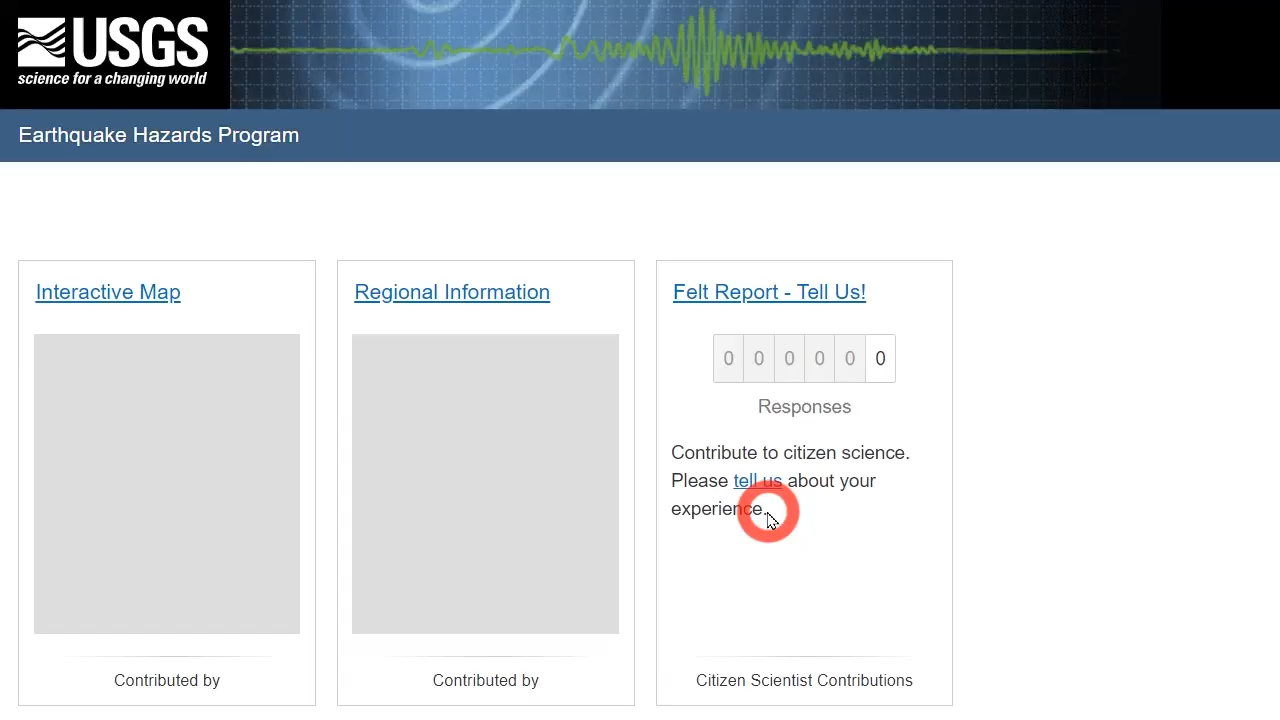 USGS
science for a changing world
Earthquake Hazards Program
Interactive Map
Contributed by
Regional Information
Contributed by
Felt Report - Tell Us!
0 0 0 0 0 0
Responses
Contribute to citizen science.
Please tell us about your
experience.
Citizen Scientist Contributions